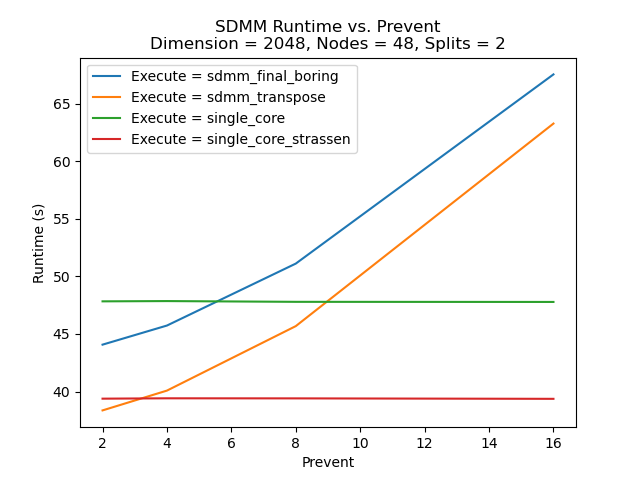 SDMM Runtime vs. Prevent
Dimension = 2048, Nodes = 48, Splits = 2
Execute = sdmm_final_boring
Execute = sdmm_transpose
Execute = single_core
Execute = single_core_strassen
Runtime (s)
65
60
55
50
45
40
2 4 6 8 10 12 14 16
Prevent